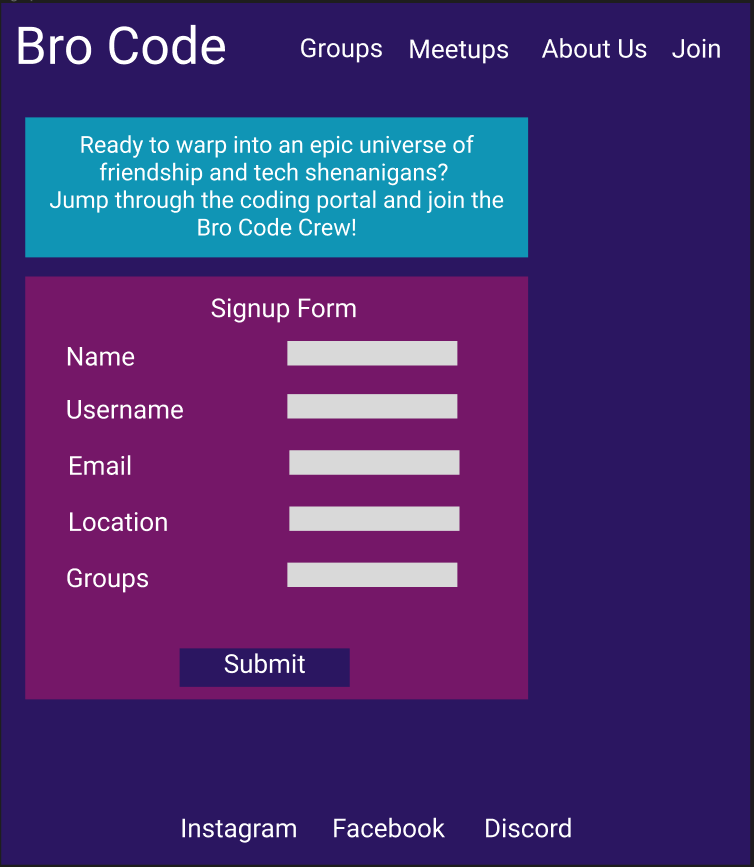 Bro Code
Groups Meetups About Us Join
Ready to warp into an epic universe of
friendship and tech shenanigans?
Jump through the coding portal and join the
Bro Code Crew!
Signup Form
Name
Username
Email
Location
Groups
Submit
Instagram Facebook Discord